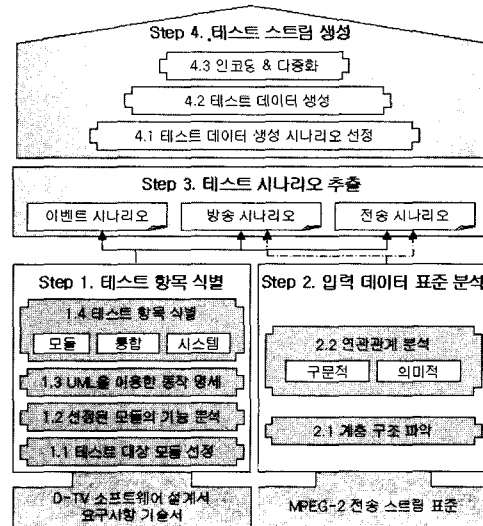 Step 4. 테스트 스트림 생성
4.3 인코딩 & 다중화
4.2 테스트 데이터 생성
4.1 테스트 데이터 생성 시나리오 선정
Step 3. 테스트 시나리오 추출
이벤트 시나리오 방송 시나리오 전송 시나리오
Step 1. 테스트 항목 식별
1.4 테스트 항목 식별
모듈 통합 시스템
1.3 UML을 이용한 동작 명세
1.2 선정된 모듈의 기능 분석
1.1 테스트 대상 모듈 선정
D-TV 소프트웨어 설계서
요구사항 기술서
Step 2. 입력 데이터 표준 분석
2.2 연관관계 분석
구문적 의미적
2.1 계층 구조 파악
MPEG-2 전송 스트림 표준